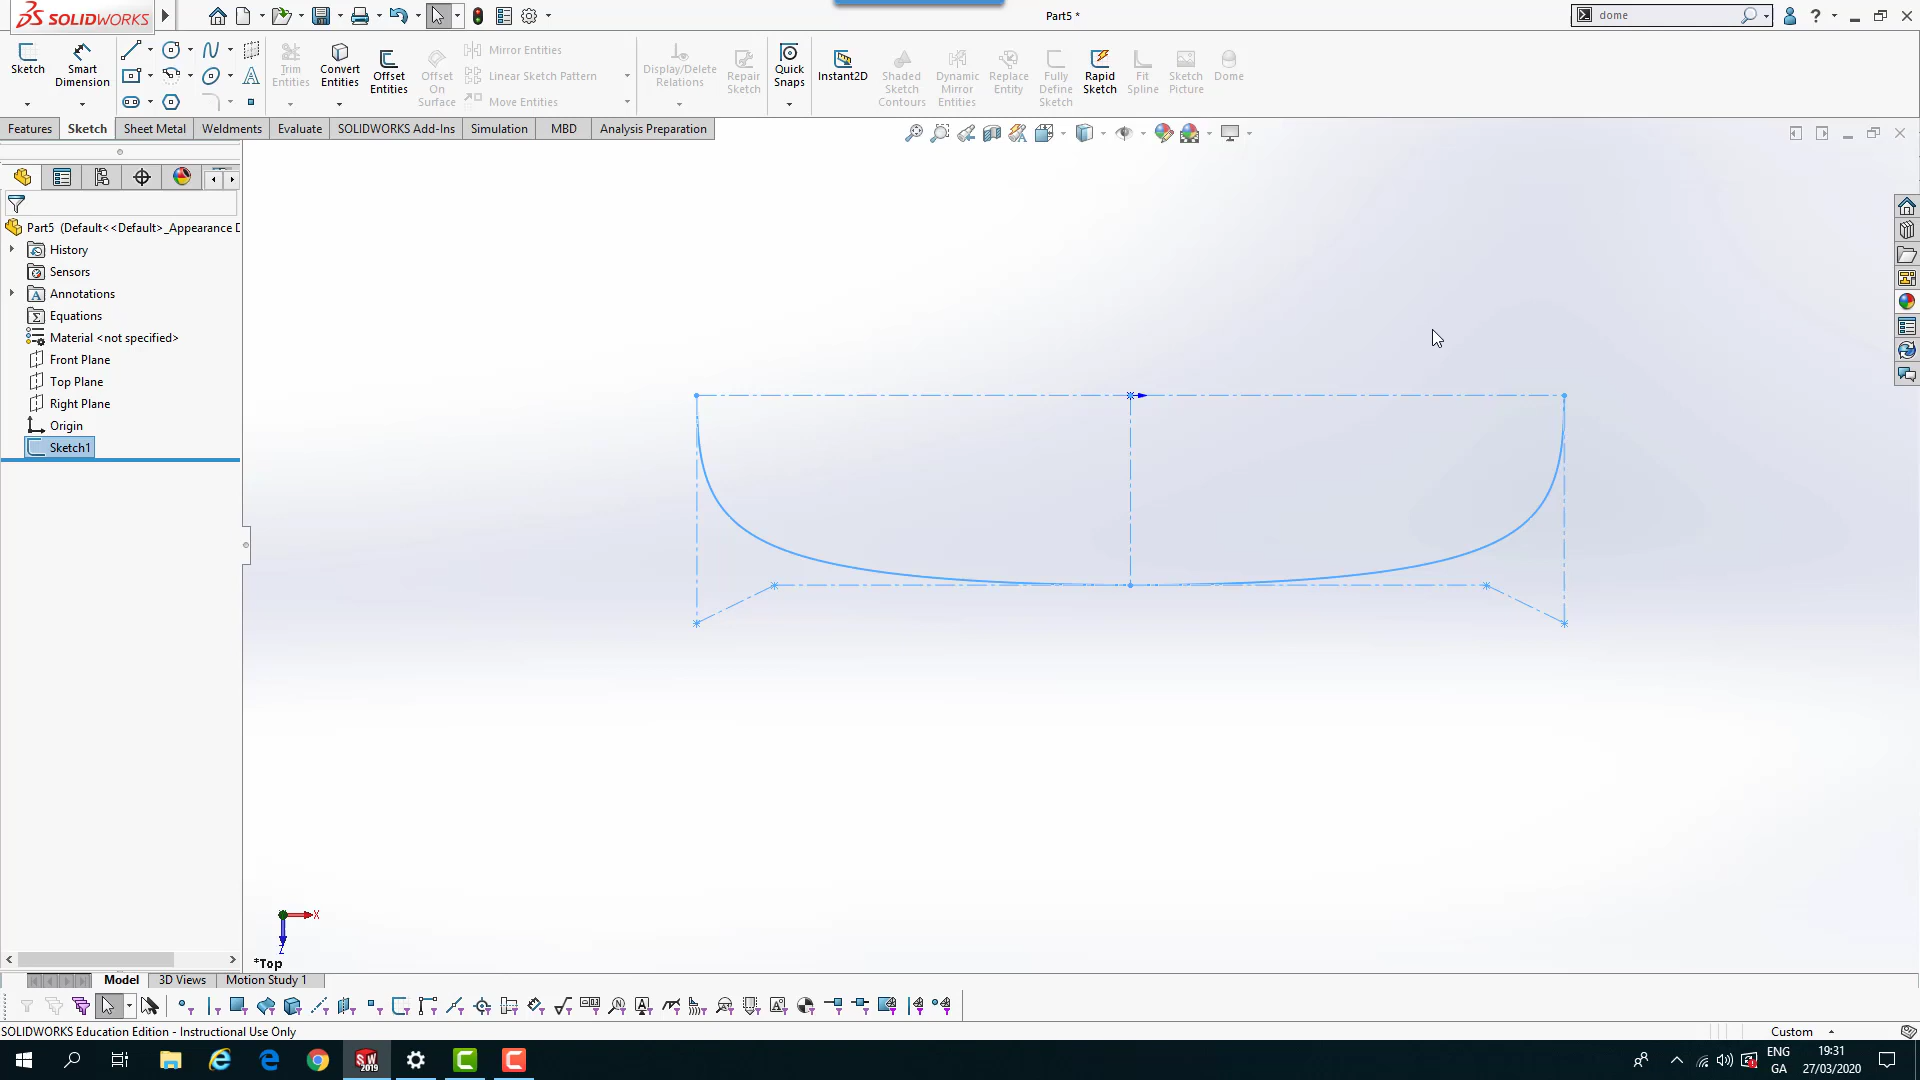 SOLIDWORKS
Part5 *
dome
Sketch
Smart Dimension
Trim Entities
Convert Entities
Offset Entities
Offset On Surface
Mirror Entities
Linear Sketch Pattern
Move Entities
Display/Delete Relations
Repair Sketch
Quick Snaps
Instant2D
Shaded Sketch Contours
Dynamic Mirror Entities
Replace Entity
Fully Define Sketch
Rapid Sketch
Fit Spline
Sketch Picture
Dome
Features
Sketch
Sheet Metal
Weldments
Evaluate
SOLIDWORKS Add-Ins
Simulation
MBD
Analysis Preparation
Part5 (Default<<Default>_Appearance D
History
Sensors
Annotations
Equations
Material <not specified>
Front Plane
Top Plane
Right Plane
Origin
Sketch1
X
Z
*Top
Model
3D Views
Motion Study 1
SOLIDWORKS Education Edition - Instructional Use Only
Custom
SW
2019
ENG
GA
19:31
27/03/2020